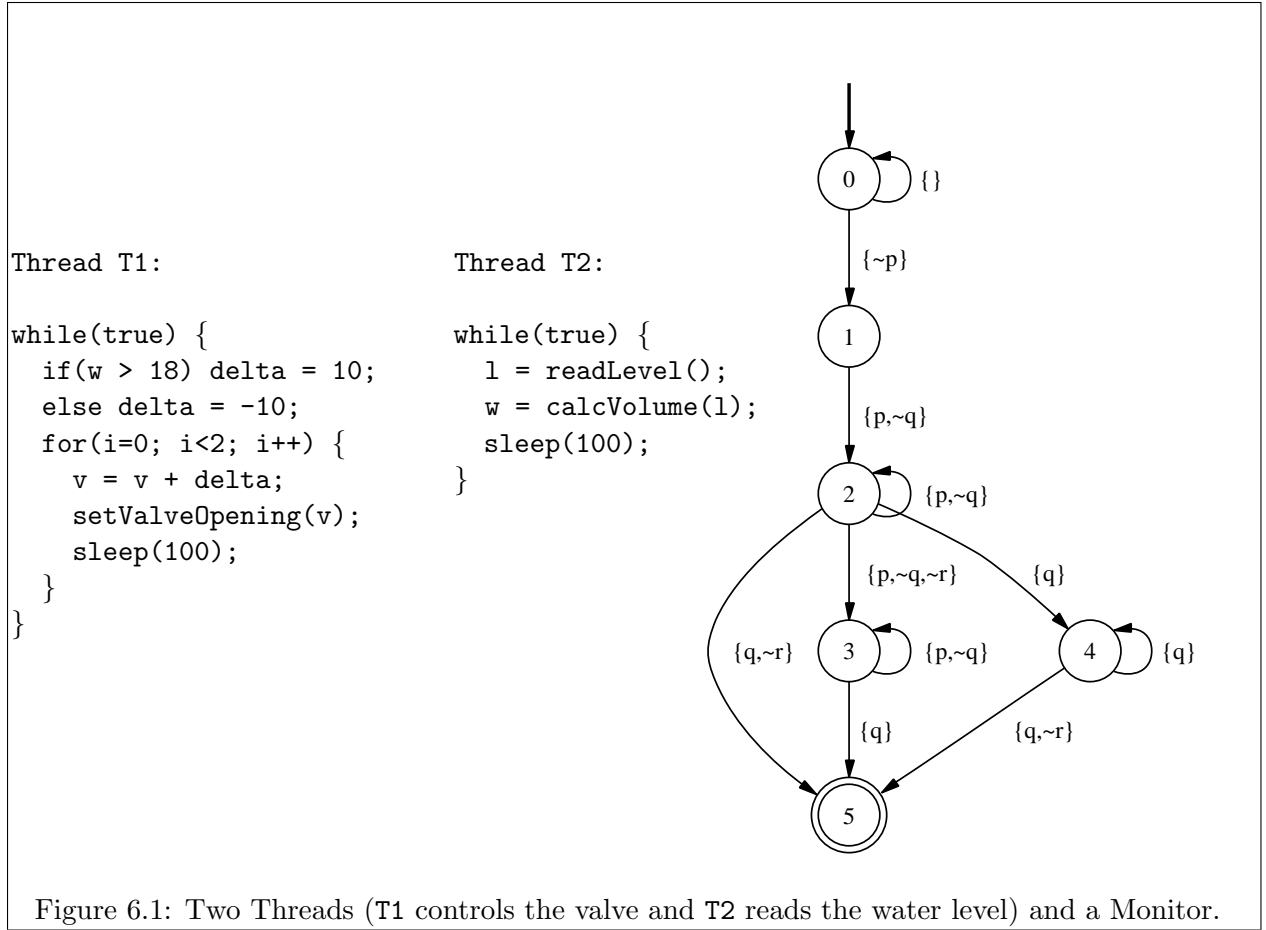 Thread T1:
while(true) {
if(w > 18) delta = 10;
else delta = -10;
for(i=0; i<2; i++) {
v = v + delta;
setValveOpening(v);
sleep(100);
}
}
Thread T2:
while(true) {
l = readLevel();
w = calcVolume(l);
sleep(100);
}
0
{}
{~p}
1
{p,~q}
2
{p,~q}
{p,~q,~r}
{q}
{q,~r}
3
{p,~q}
4
{q}
{q}
{q,~r}
5
Figure 6.1: Two Threads (T1 controls the valve and T2 reads the water level) and a Monitor.